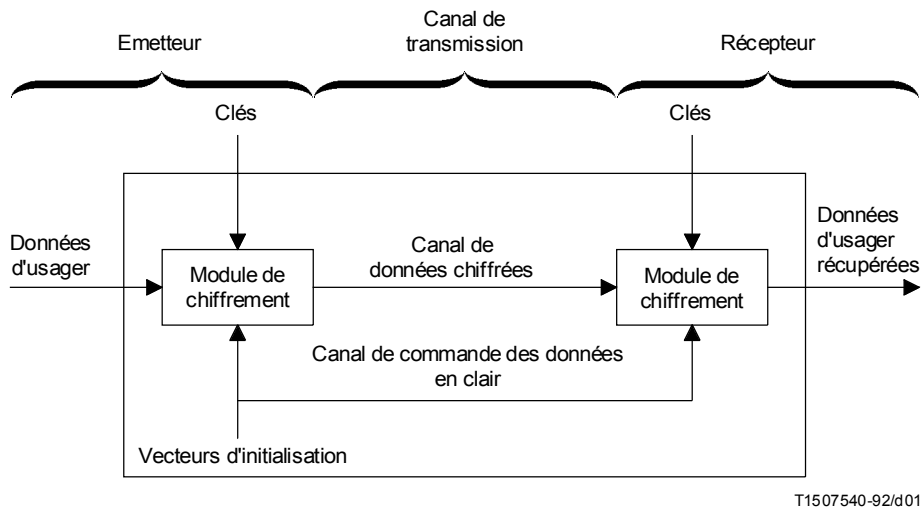 Emetteur
Canal de
transmission
Récepteur
Clés
Clés
Données
d'usager
Module de
chiffrement
Canal de
données chiffrées
Module de
chiffrement
Données
d'usager
récupérées
Canal de commande des données
en clair
Vecteurs d'initialisation
T1507540-92/d01